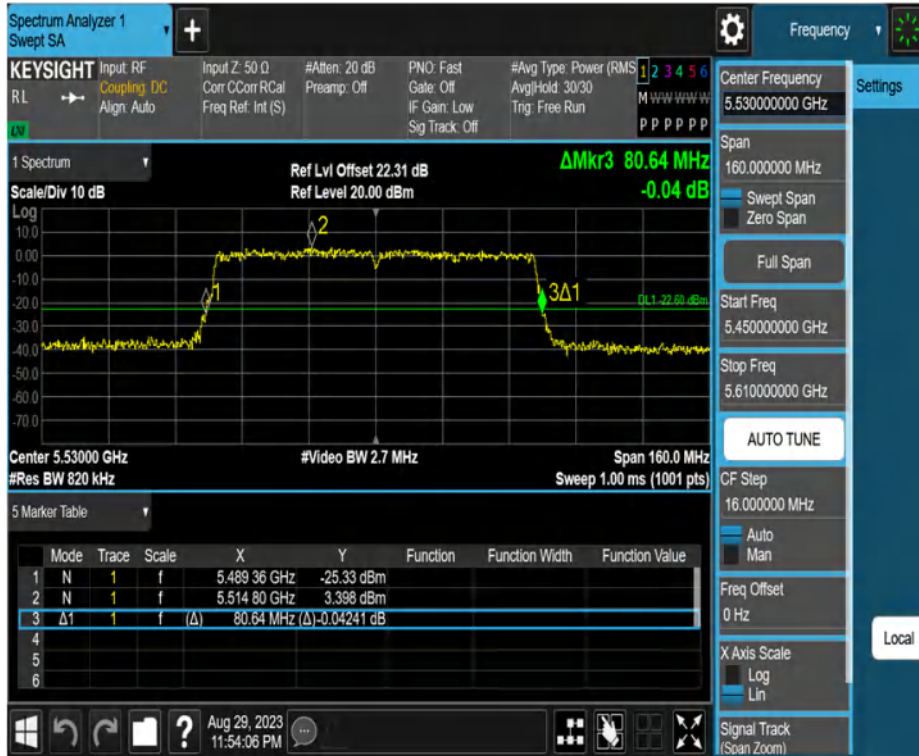 Spectrum Analyzer 1
Swept SA
Frequency
KEYSIGHT
RL
LXI
Input: RF
Coupling: DC
Align: Auto
Input Z: 50 Ω
Corr CCorr RCal
Freq Ref: Int (S)
#Atten: 20 dB
Preamp: Off
PNO: Fast
Gate: Off
IF Gain: Low
Sig Track: Off
#Avg Type: Power (RMS
Avg|Hold: 30/30
Trig: Free Run
1 2 3 4 5 6
M W W W W W
P P P P P P
Center Frequency
5.530000000 GHz
Settings
Span
160.000000 MHz
Swept Span
Zero Span
Full Span
Start Freq
5.450000000 GHz
Stop Freq
5.610000000 GHz
AUTO TUNE
CF Step
16.000000 MHz
Auto
Man
Freq Offset
0 Hz
X Axis Scale
Log
Lin
Signal Track
(Span Zoom)
Local
1 Spectrum
Scale/Div 10 dB
Ref Lvl Offset 22.31 dB
Ref Level 20.00 dBm
ΔMkr3 80.64 MHz
-0.04 dB
Log
10.0
0.00
-10.0
-20.0
-30.0
-40.0
-50.0
-60.0
-70.0
2
1
3Δ1
DL1 -22.60 dBm
Center 5.53000 GHz
#Video BW 2.7 MHz
Span 160.0 MHz
#Res BW 820 kHz
Sweep 1.00 ms (1001 pts)
5 Marker Table
Mode Trace Scale X Y Function Function Width Function Value
1 N 1 f 5.489 36 GHz -25.33 dBm
2 N 1 f 5.514 80 GHz 3.398 dBm
3 Δ1 1 f (Δ) 80.64 MHz (Δ) -0.04241 dB
4
5
6
?
Aug 29, 2023
11:54:06 PM